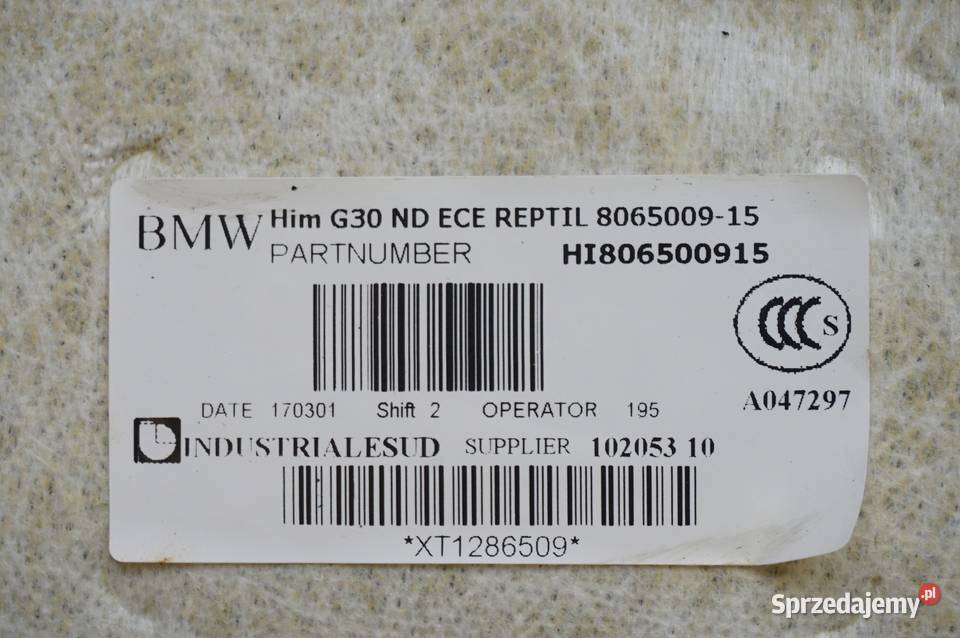 BMW Him G30 ND ECE REPTIL 8065009-15
PARTNUMBER HI806500915
CCC S
A047297
DATE 170301 Shift 2 OPERATOR 195
INDUSTRIALESUD SUPPLIER 102053 10
*XT1286509*
Sprzedajemy.pl